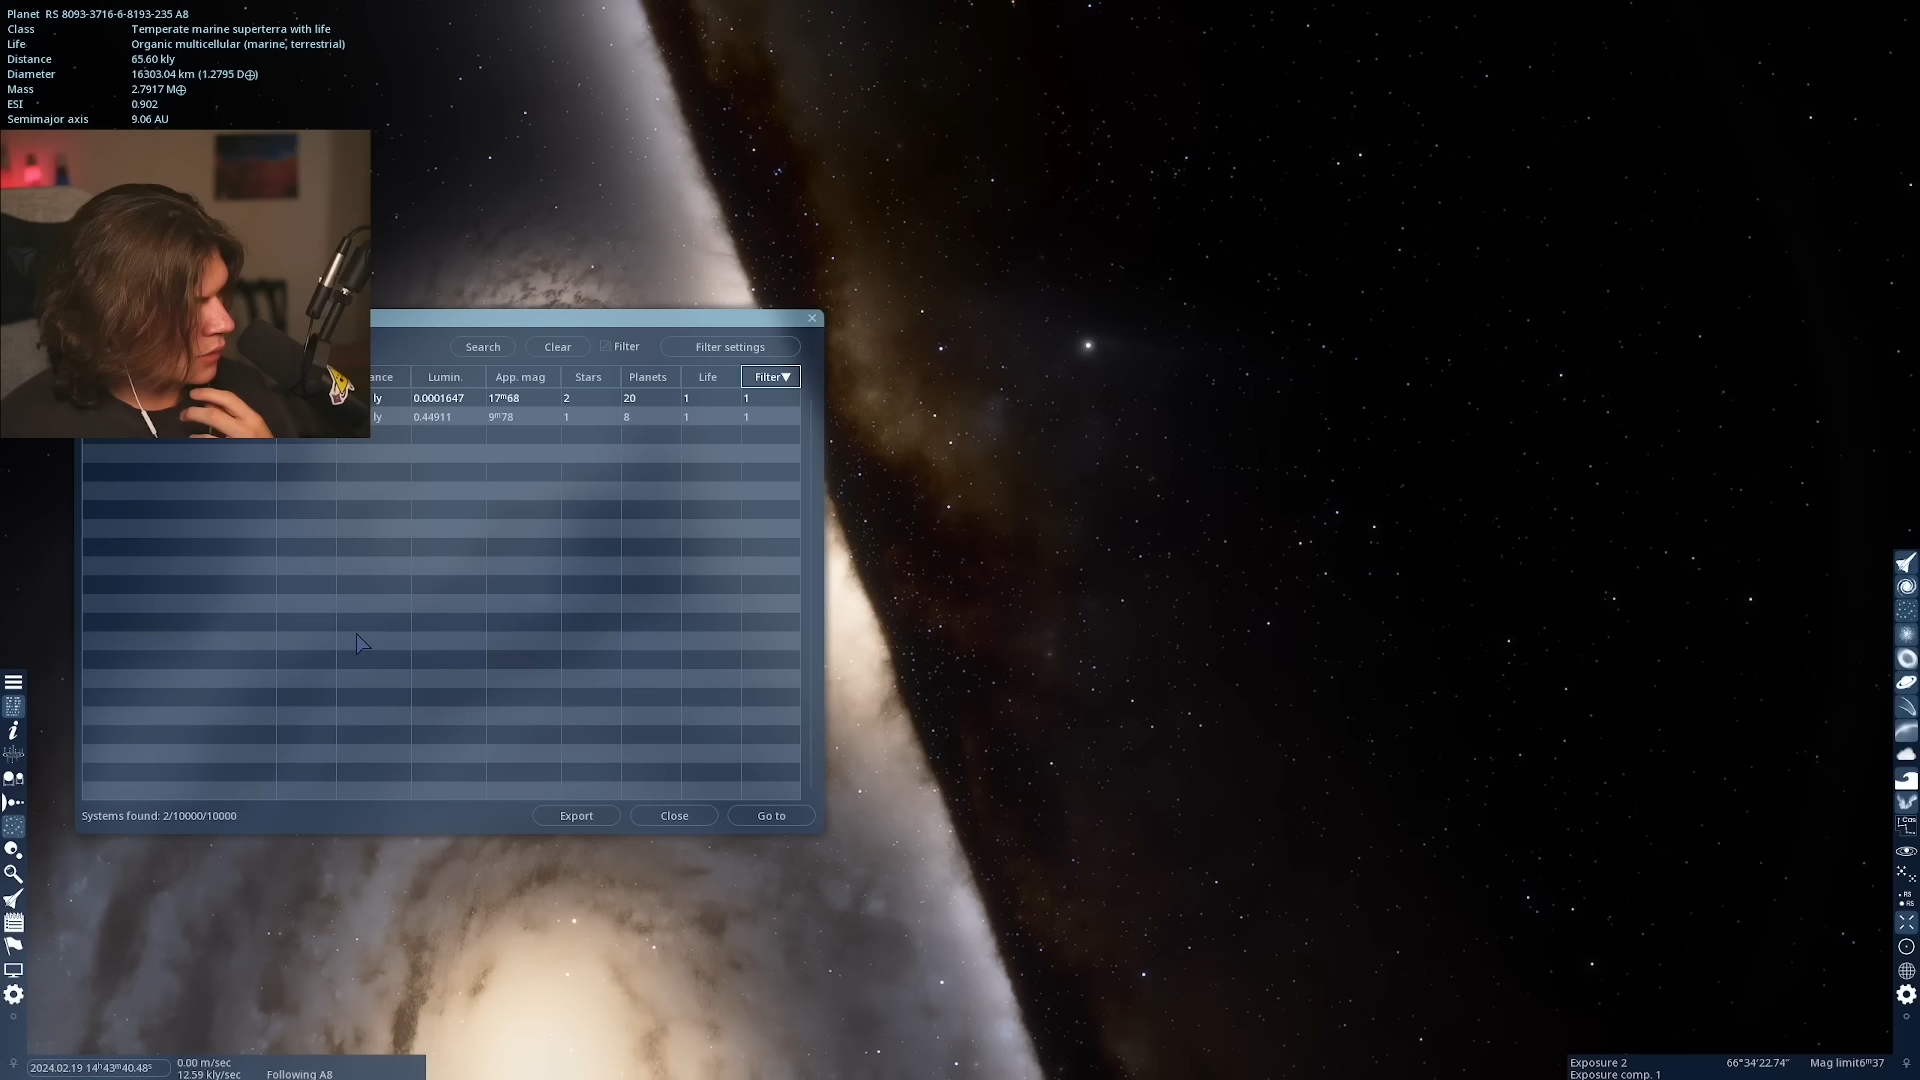 Planet RS 8093-3716-6-8193-235 A8
Class Temperate marine superterra with life
Life Organic multicellular (marine, terrestrial)
Distance 65.60 kly
Diameter 16303.04 km (1.2795 D⊕)
Mass 2.7917 M⊕
ESI 0.902
Semimajor axis 9.06 AU
Search Clear Filter Filter settings
ance Lumin. App. mag Stars Planets Life Filter▼
ly 0.0001647 17ᵐ68 2 20 1 1
ly 0.44911 9ᵐ78 1 8 1 1
Systems found: 2/10000/10000 Export Close Go to
RS
RS
2024.02.19 14ʰ43ᵐ40.48ˢ
0.00 m/sec
12.59 kly/sec Following A8
Exposure 2 66°34′22.74″ Mag limit6ᵐ37
Exposure comp. 1